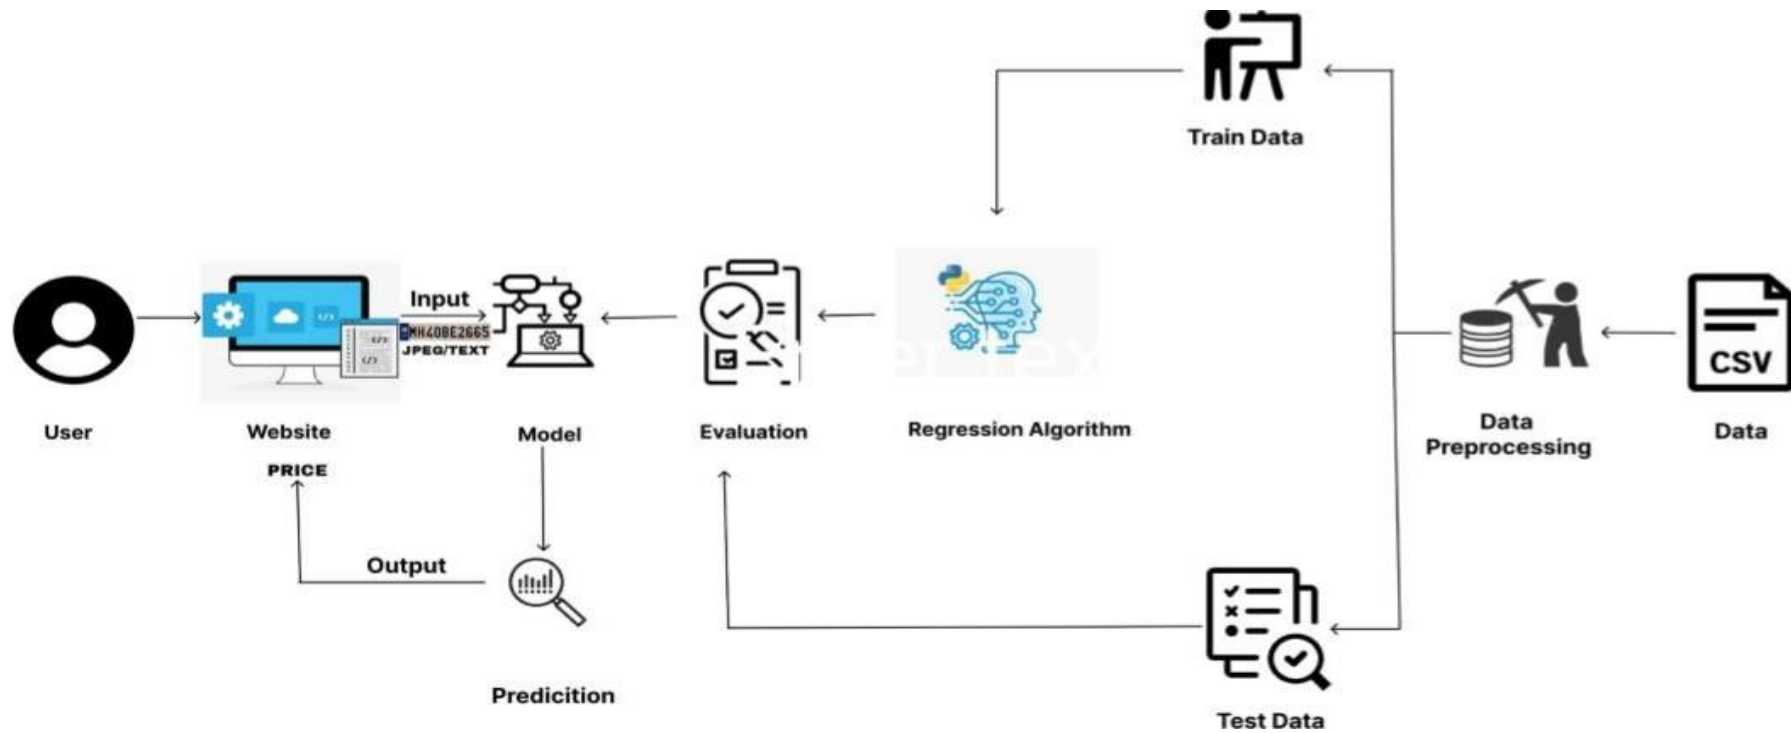 Train Data
Input
MH40BE2665
JPEG/TEXT
CSV
User
Website
Model
Evaluation
Regression Algorithm
Data
Preprocessing
Data
PRICE
Output
Predicition
Test Data